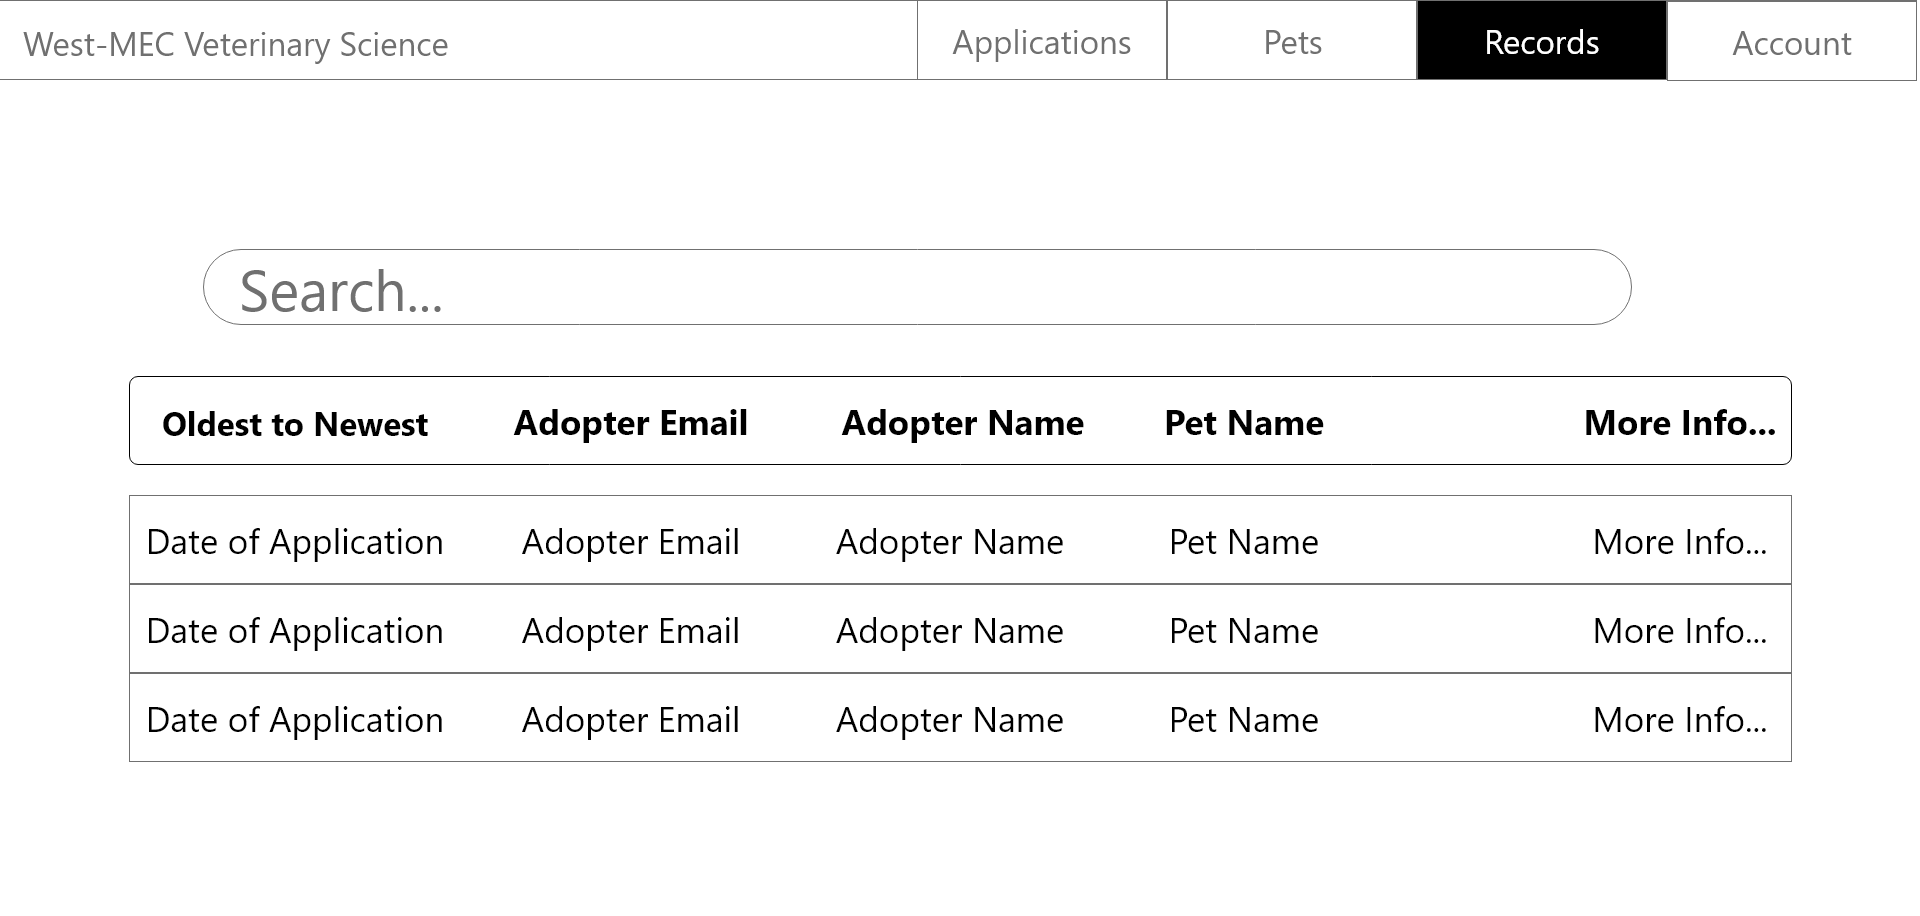 West-MEC Veterinary Science Applications Pets Records Account
Search...
Oldest to Newest Adopter Email Adopter Name Pet Name More Info...
Date of Application Adopter Email Adopter Name Pet Name More Info...
Date of Application Adopter Email Adopter Name Pet Name More Info...
Date of Application Adopter Email Adopter Name Pet Name More Info...